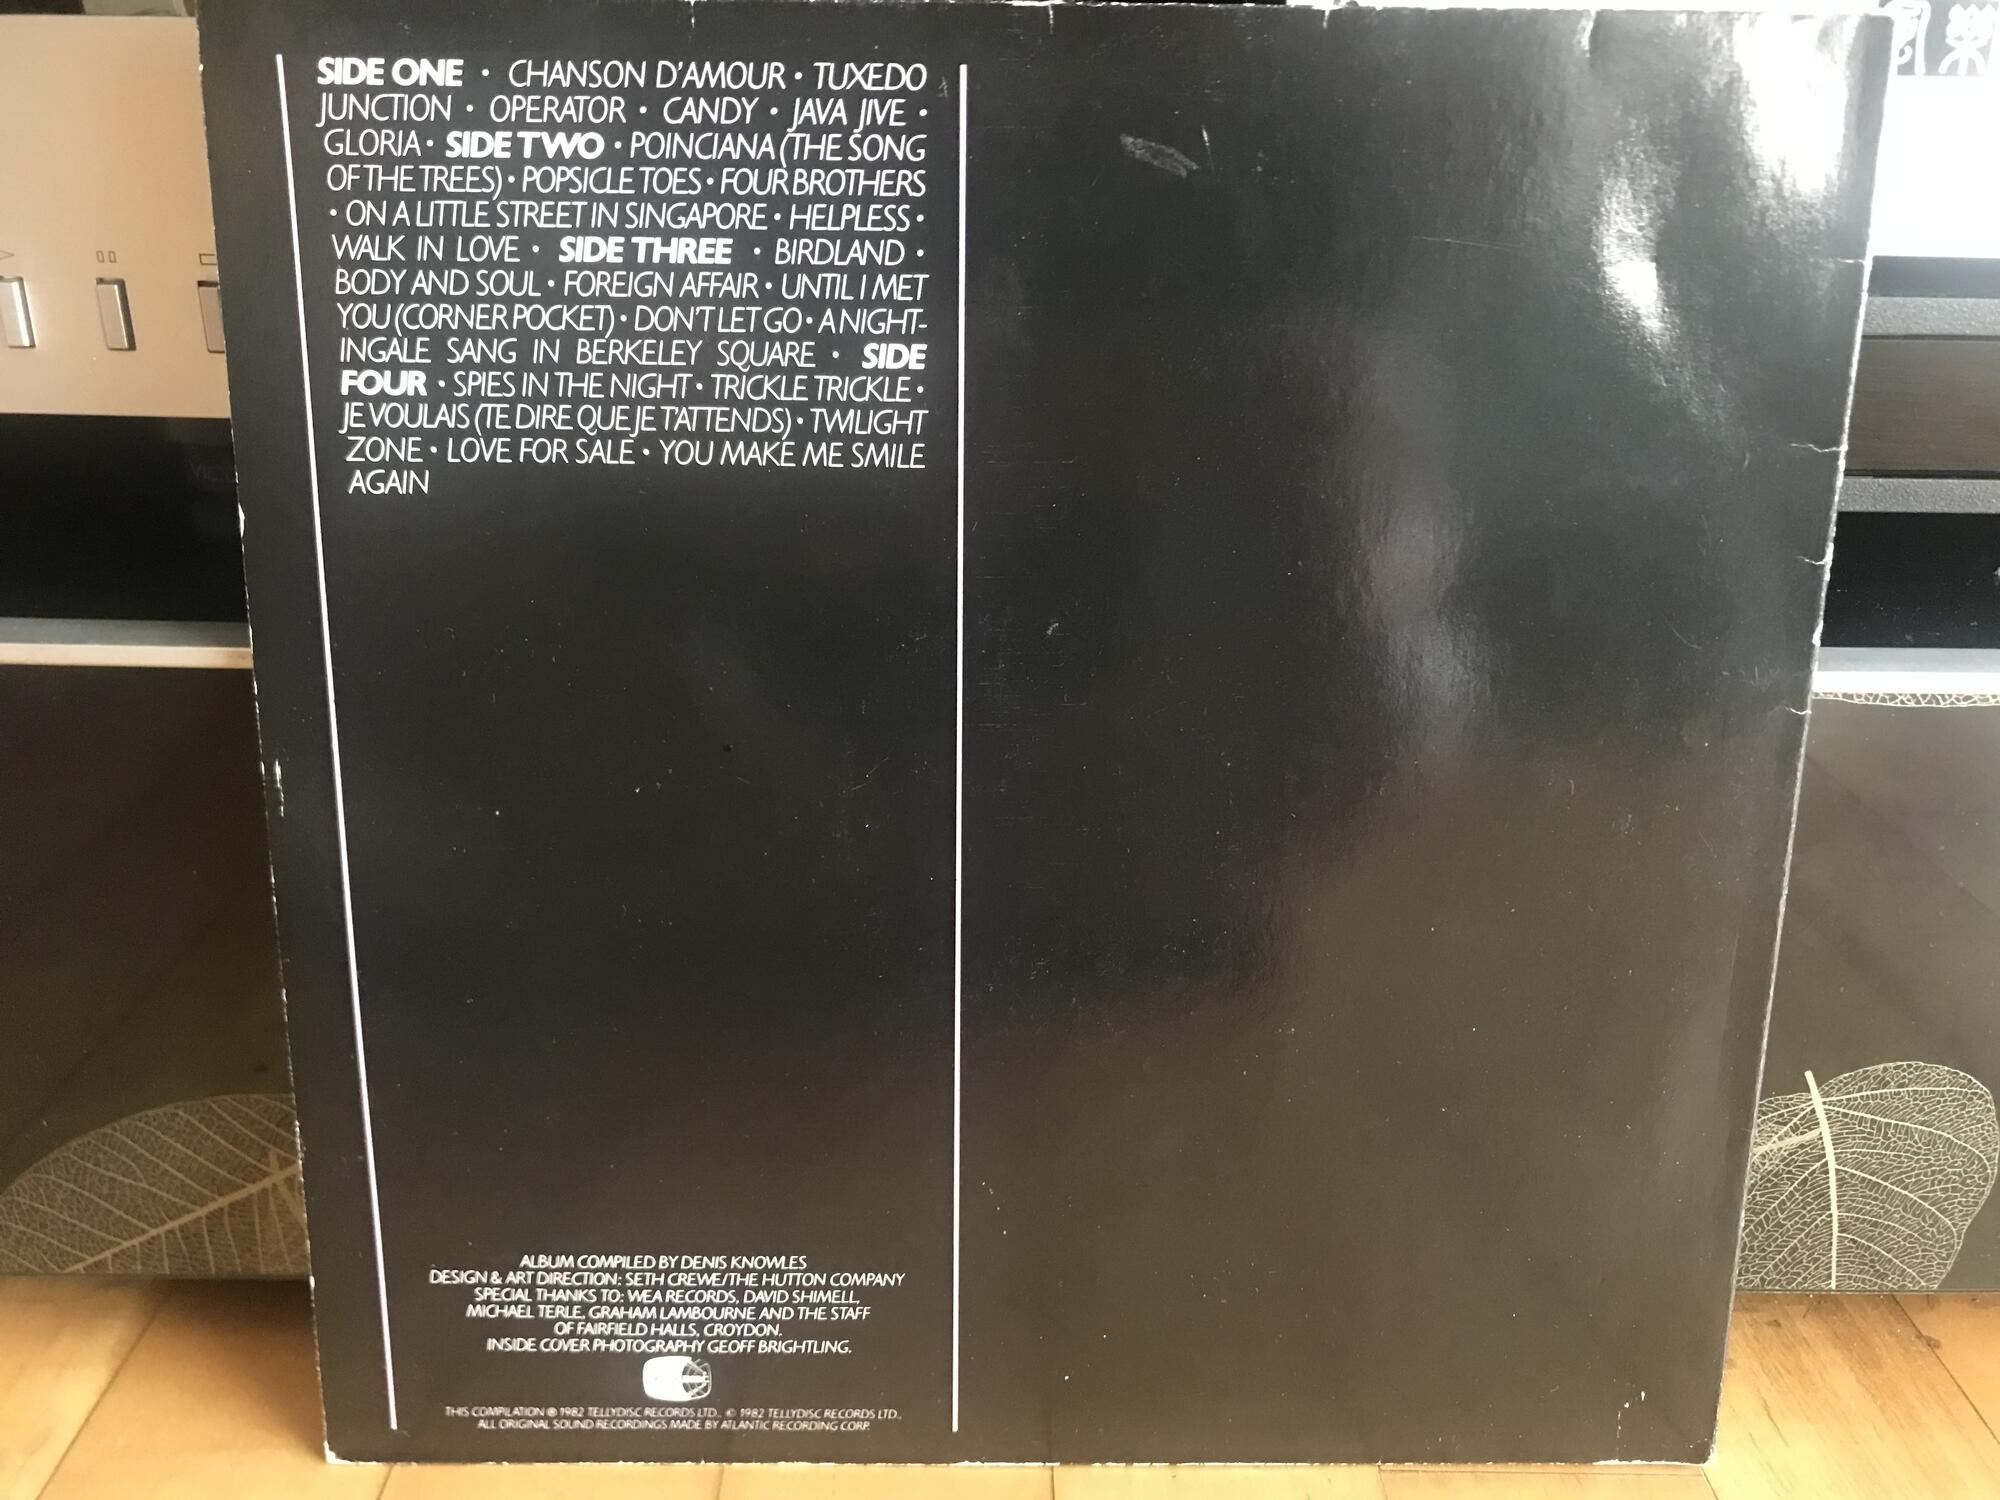 SIDE ONE • CHANSON D'AMOUR • TUXEDO
JUNCTION • OPERATOR • CANDY • JAVA JIVE •
GLORIA • SIDE TWO • POINCIANA (THE SONG
OF THE TREES) • POPSICLE TOES • FOUR BROTHERS
• ON A LITTLE STREET IN SINGAPORE • HELPLESS •
WALK IN LOVE • SIDE THREE • BIRDLAND •
BODY AND SOUL • FOREIGN AFFAIR • UNTIL I MET
YOU (CORNER POCKET) • DON'T LET GO • A NIGHT-
INGALE SANG IN BERKELEY SQUARE • SIDE
FOUR • SPIES IN THE NIGHT • TRICKLE TRICKLE •
JE VOULAIS (TE DIRE QUE JE T'ATTENDS) • TWILIGHT
ZONE • LOVE FOR SALE • YOU MAKE ME SMILE
AGAIN
ALBUM COMPILED BY DENIS KNOWLES
DESIGN & ART DIRECTION: SETH CREWE/THE HUTTON COMPANY
SPECIAL THANKS TO: WEA RECORDS, DAVID SHIMELL,
MICHAEL TERLE, GRAHAM LAMBOURNE AND THE STAFF
OF FAIRFIELD HALLS, CROYDON.
INSIDE COVER PHOTOGRAPHY GEOFF BRIGHTLING.
THIS COMPILATION ℗ 1982 TELLYDISC RECORDS LTD.. © 1982 TELLYDISC RECORDS LTD.,
ALL ORIGINAL SOUND RECORDINGS MADE BY ATLANTIC RECORDING CORP.